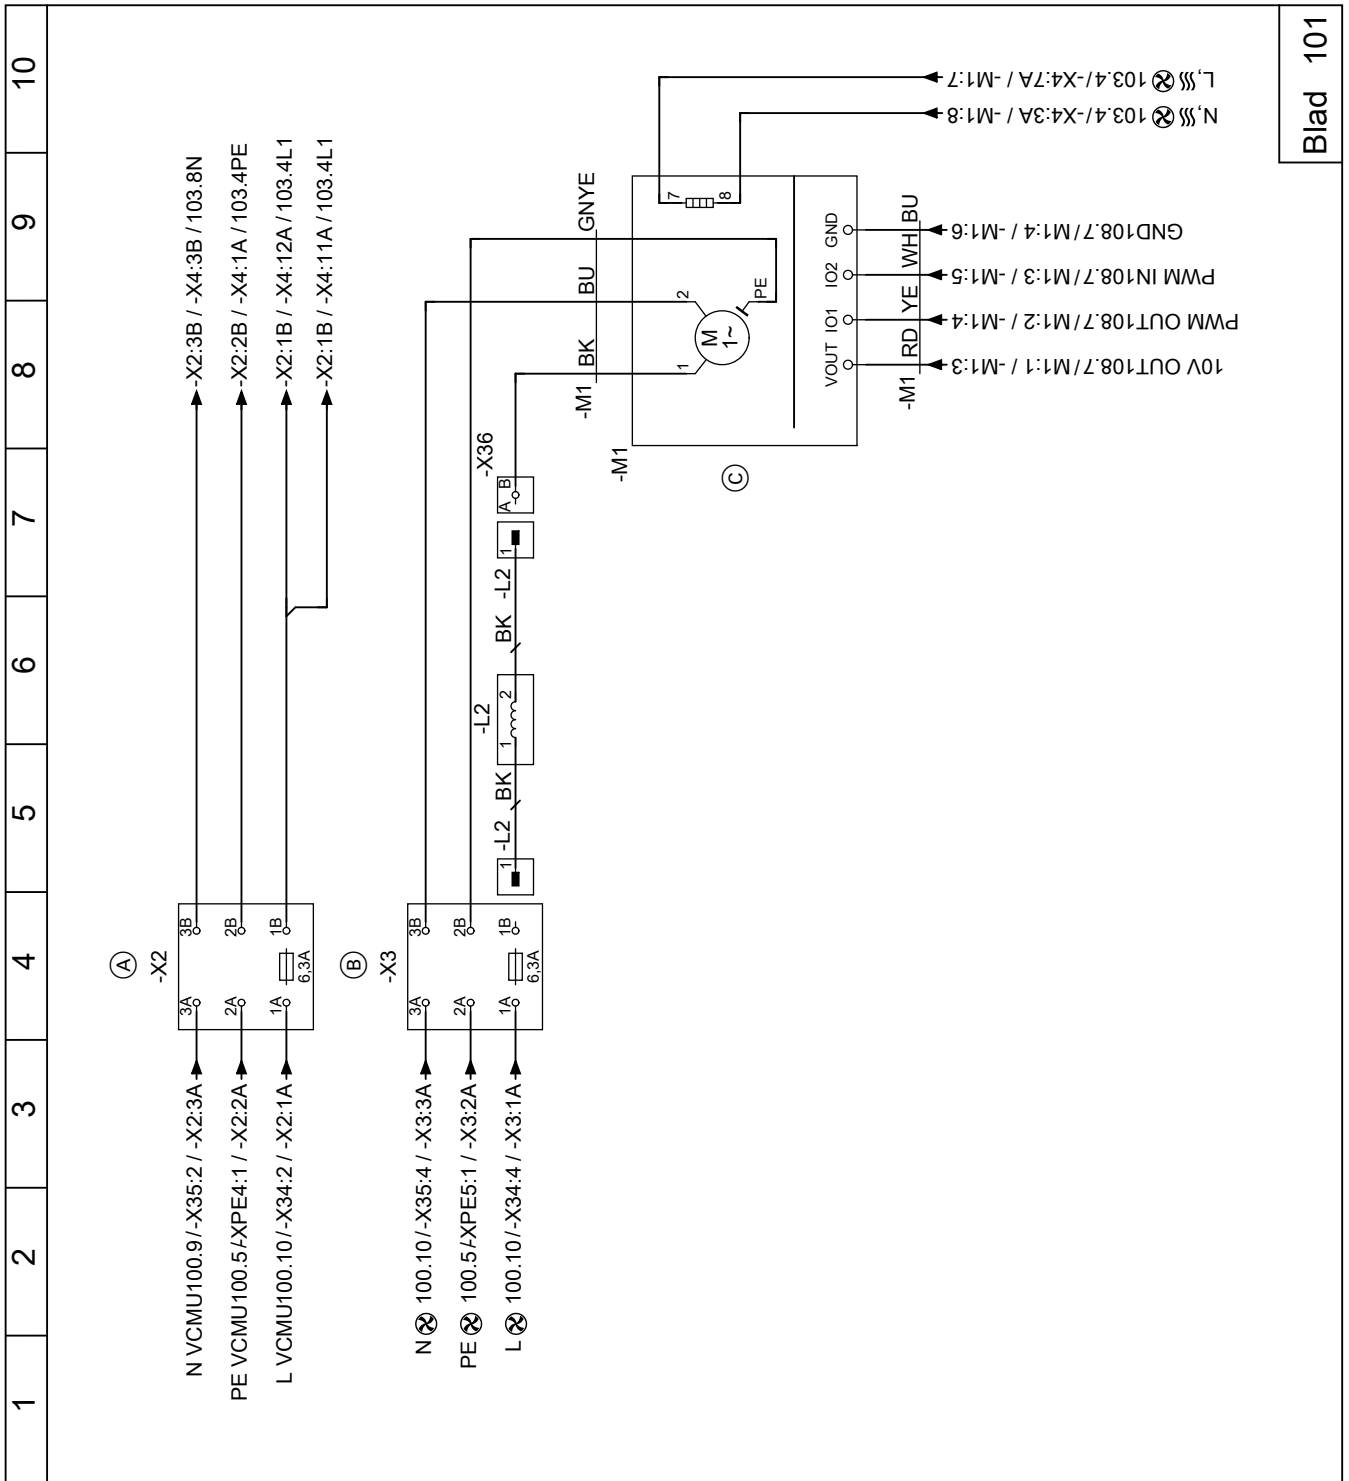 1
2
3
4
5
6
7
8
9
10
Blad 101
A
-X2
N VCMU100.9 / -X35:2 / -X2:3A
3A
3B
-X2:3B / -X4:3B / 103.8N
PE VCMU100.5 /-XPE4:1 / -X2:2A
2A
2B
-X2:2B / -X4:1A / 103.4PE
L VCMU100.10 / -X34:2 / -X2:1A
1A
6,3A
1B
-X2:1B / -X4:12A / 103.4L1
-X2:1B / -X4:11A / 103.4L1
B
-X3
N 100.10 / -X35:4 / -X3:3A
3A
3B
PE 100.5 /-XPE5:1 / -X3:2A
2A
2B
L 100.10 / -X34:4 / -X3:1A
1A
6,3A
1B
1
-L2
BK
-L2
1
2
BK
-L2
1
-X36
A
B
-M1
BK
BU
GNYE
-M1
C
1
2
M
1~
PE
7
8
L, 103.4 /-X4:7A / -M1:7
N, 103.4 /-X4:3A / -M1:8
VOUT
IO1
IO2
GND
-M1
RD
YE
WH
BU
GND108.7 / M1:4 / -M1:6
PWM IN108.7 / M1:3 / -M1:5
PWM OUT108.7 / M1:2 / -M1:4
10V OUT108.7 / M1:1 / -M1:3